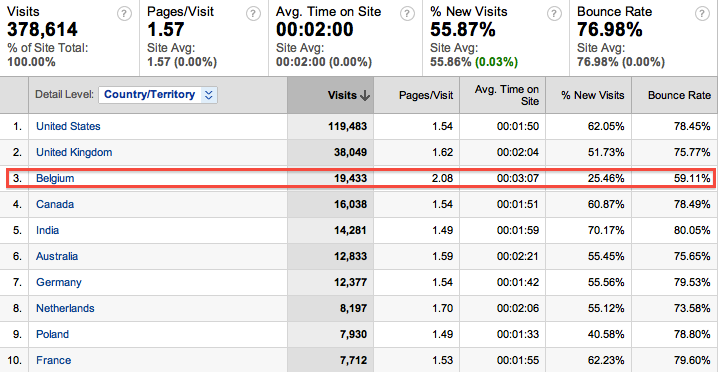 Visits ? Pages/Visit ? Avg. Time on Site ? % New Visits ? Bounce Rate ?
378,614 1.57 00:02:00 55.87% 76.98%
% of Site Total: Site Avg: Site Avg: Site Avg: Site Avg:
100.00% 1.57 (0.00%) 00:02:00 (0.00%) 55.86% (0.03%) 76.98% (0.00%)
Detail Level: Country/Territory Visits ↓ Pages/Visit Avg. Time on Site % New Visits Bounce Rate
1. United States 119,483 1.54 00:01:50 62.05% 78.45%
2. United Kingdom 38,049 1.62 00:02:04 51.73% 75.77%
3. Belgium 19,433 2.08 00:03:07 25.46% 59.11%
4. Canada 16,038 1.54 00:01:51 60.87% 78.49%
5. India 14,281 1.49 00:01:59 70.17% 80.05%
6. Australia 12,833 1.59 00:02:21 55.45% 75.65%
7. Germany 12,377 1.54 00:01:42 55.56% 79.53%
8. Netherlands 8,197 1.70 00:02:06 55.12% 73.58%
9. Poland 7,930 1.49 00:01:33 40.58% 78.80%
10. France 7,712 1.53 00:01:55 62.23% 79.60%